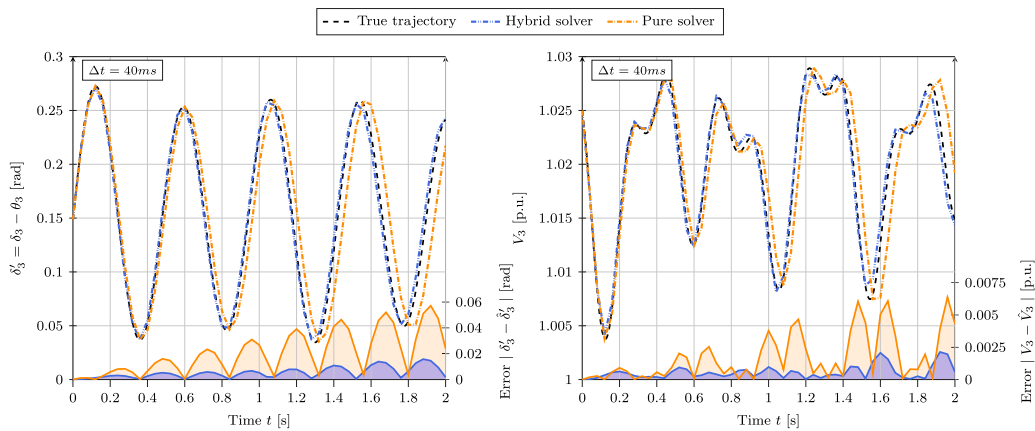 True trajectory Hybrid solver Pure solver
Δt = 40ms
0.3
0.25
0.2
0.15
0.1
0.05
0
δ′₃ = δ₃ − θ₃ [rad]
0 0.2 0.4 0.6 0.8 1 1.2 1.4 1.6 1.8 2
Time t [s]
0.06
0.04
0.02
0
Error | δ′₃ − δ̂′₃ | [rad]
Δt = 40ms
1.03
1.025
1.02
1.015
1.01
1.005
1
V₃ [p.u.]
0 0.2 0.4 0.6 0.8 1 1.2 1.4 1.6 1.8 2
Time t [s]
0.0075
0.005
0.0025
0
Error | V₃ − V̂₃ | [p.u.]